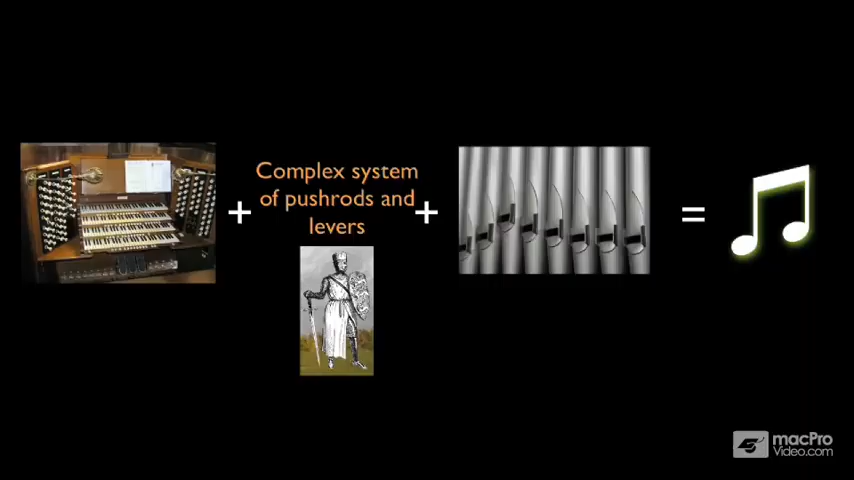 Complex system
of pushrods and
levers
+
+
=
macPro
Video.com